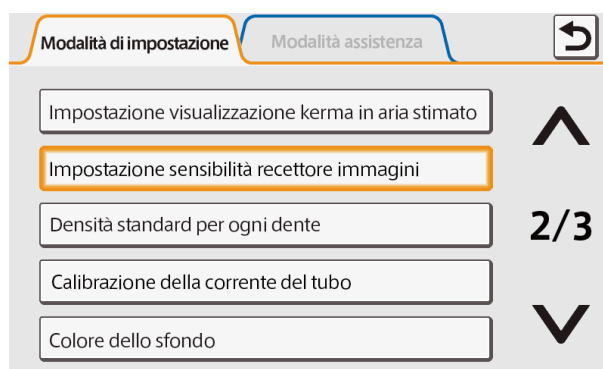 Modalità di impostazione
Modalità assistenza
Impostazione visualizzazione kerma in aria stimato
Impostazione sensibilità recettore immagini
Densità standard per ogni dente
2/3
Calibrazione della corrente del tubo
Colore dello sfondo